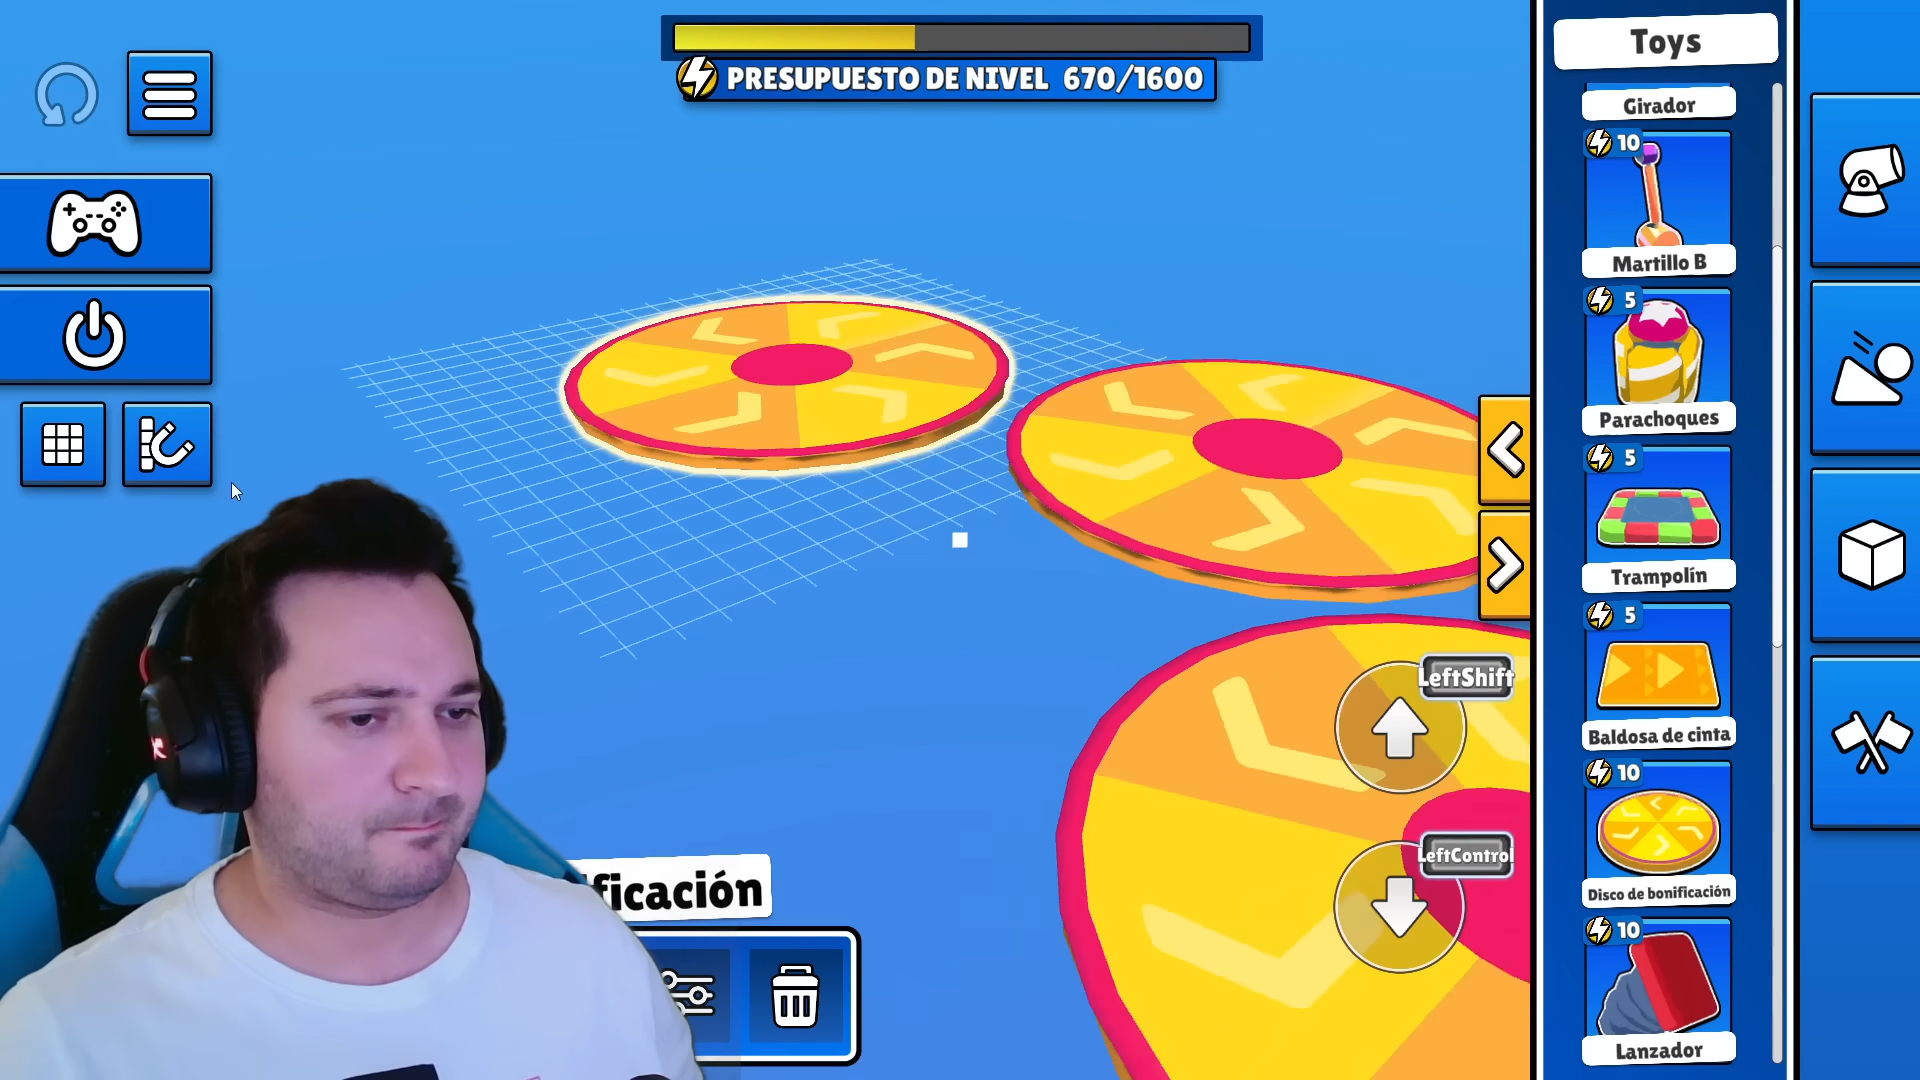 PRESUPUESTO DE NIVEL 670/1600
Toys
Girador
10
Martillo B
5
Parachoques
5
Trampolín
5
Baldosa de cinta
10
Disco de bonificación
10
Lanzador
LeftShift
LeftControl
ificación